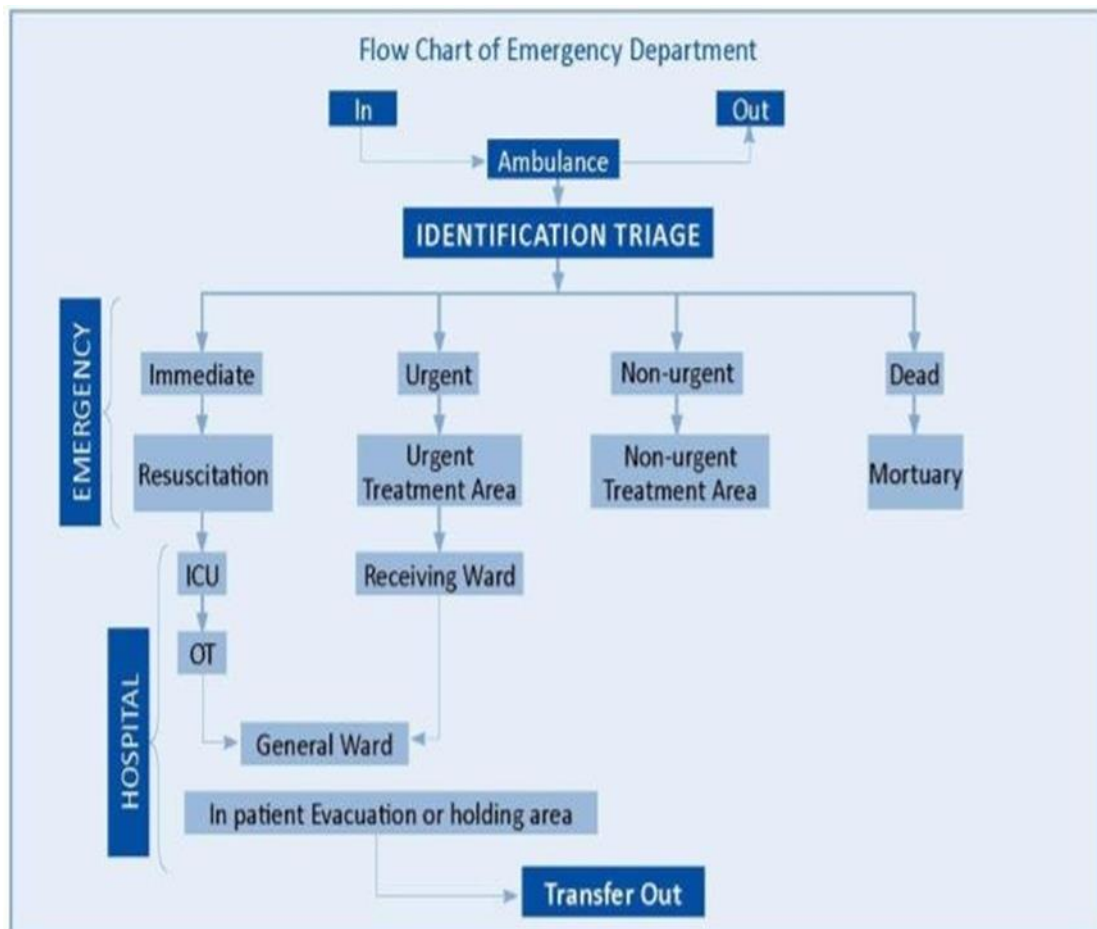 Flow Chart of Emergency Department
In
Out
Ambulance
IDENTIFICATION TRIAGE
EMERGENCY
Immediate
Urgent
Non-urgent
Dead
Resuscitation
Urgent
Treatment Area
Non-urgent
Treatment Area
Mortuary
HOSPITAL
ICU
Receiving Ward
OT
General Ward
In patient Evacuation or holding area
Transfer Out